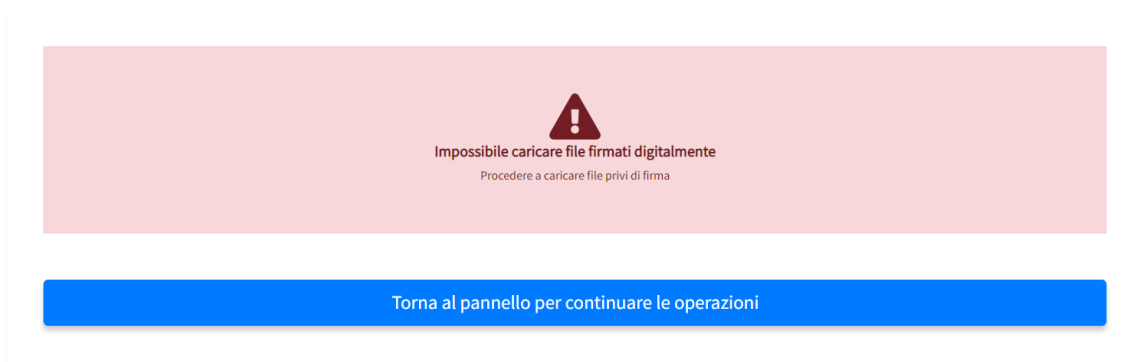 Impossibile caricare file firmati digitalmente
Procedere a caricare file privi di firma
Torna al pannello per continuare le operazioni